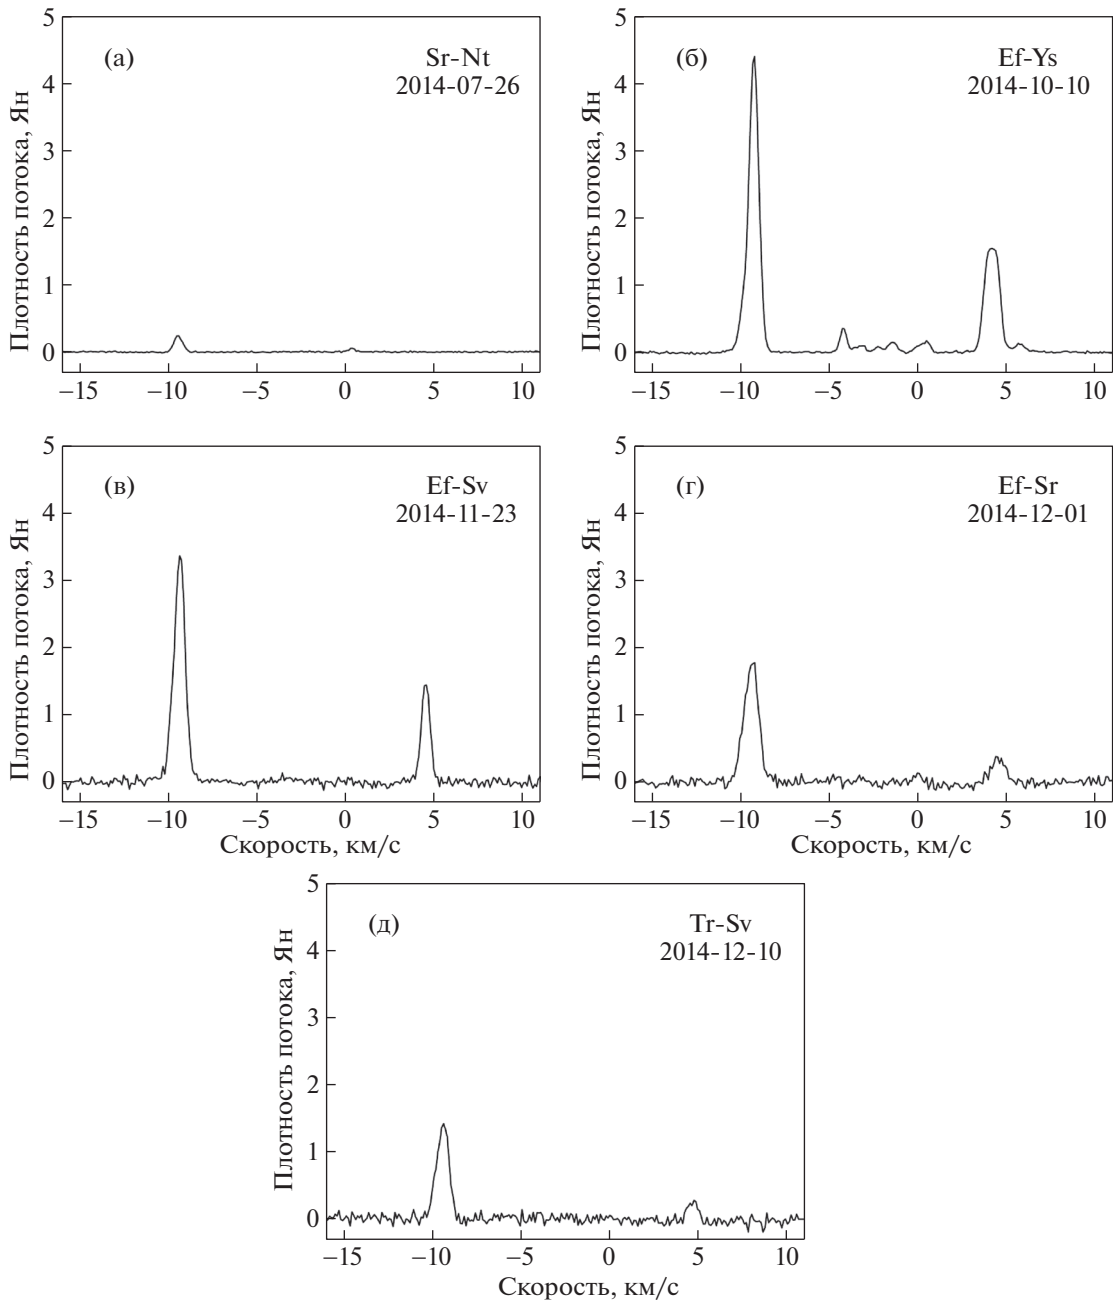 (а)
Sr-Nt
2014-07-26
Плотность потока, Ян
5
4
3
2
1
0
−15 −10 −5 0 5 10
(б)
Ef-Ys
2014-10-10
Плотность потока, Ян
5
4
3
2
1
0
−15 −10 −5 0 5 10
(в)
Ef-Sv
2014-11-23
Плотность потока, Ян
5
4
3
2
1
0
−15 −10 −5 0 5 10
Скорость, км/с
(г)
Ef-Sr
2014-12-01
Плотность потока, Ян
5
4
3
2
1
0
−15 −10 −5 0 5 10
Скорость, км/с
(д)
Tr-Sv
2014-12-10
Плотность потока, Ян
5
4
3
2
1
0
−15 −10 −5 0 5 10
Скорость, км/с